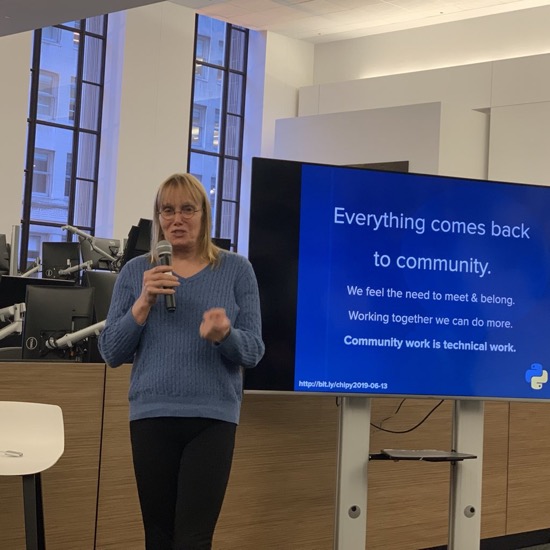 Everything comes back
to community.
We feel the need to meet & belong.
Working together we can do more.
Community work is technical work.
http://bit.ly/chipy2019-06-13